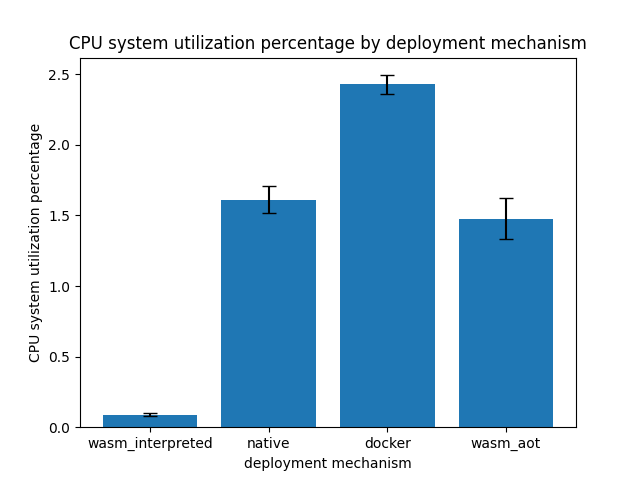 CPU system utilization percentage by deployment mechanism
CPU system utilization percentage
2.5
2.0
1.5
1.0
0.5
0.0
wasm_interpreted
native
docker
wasm_aot
deployment mechanism